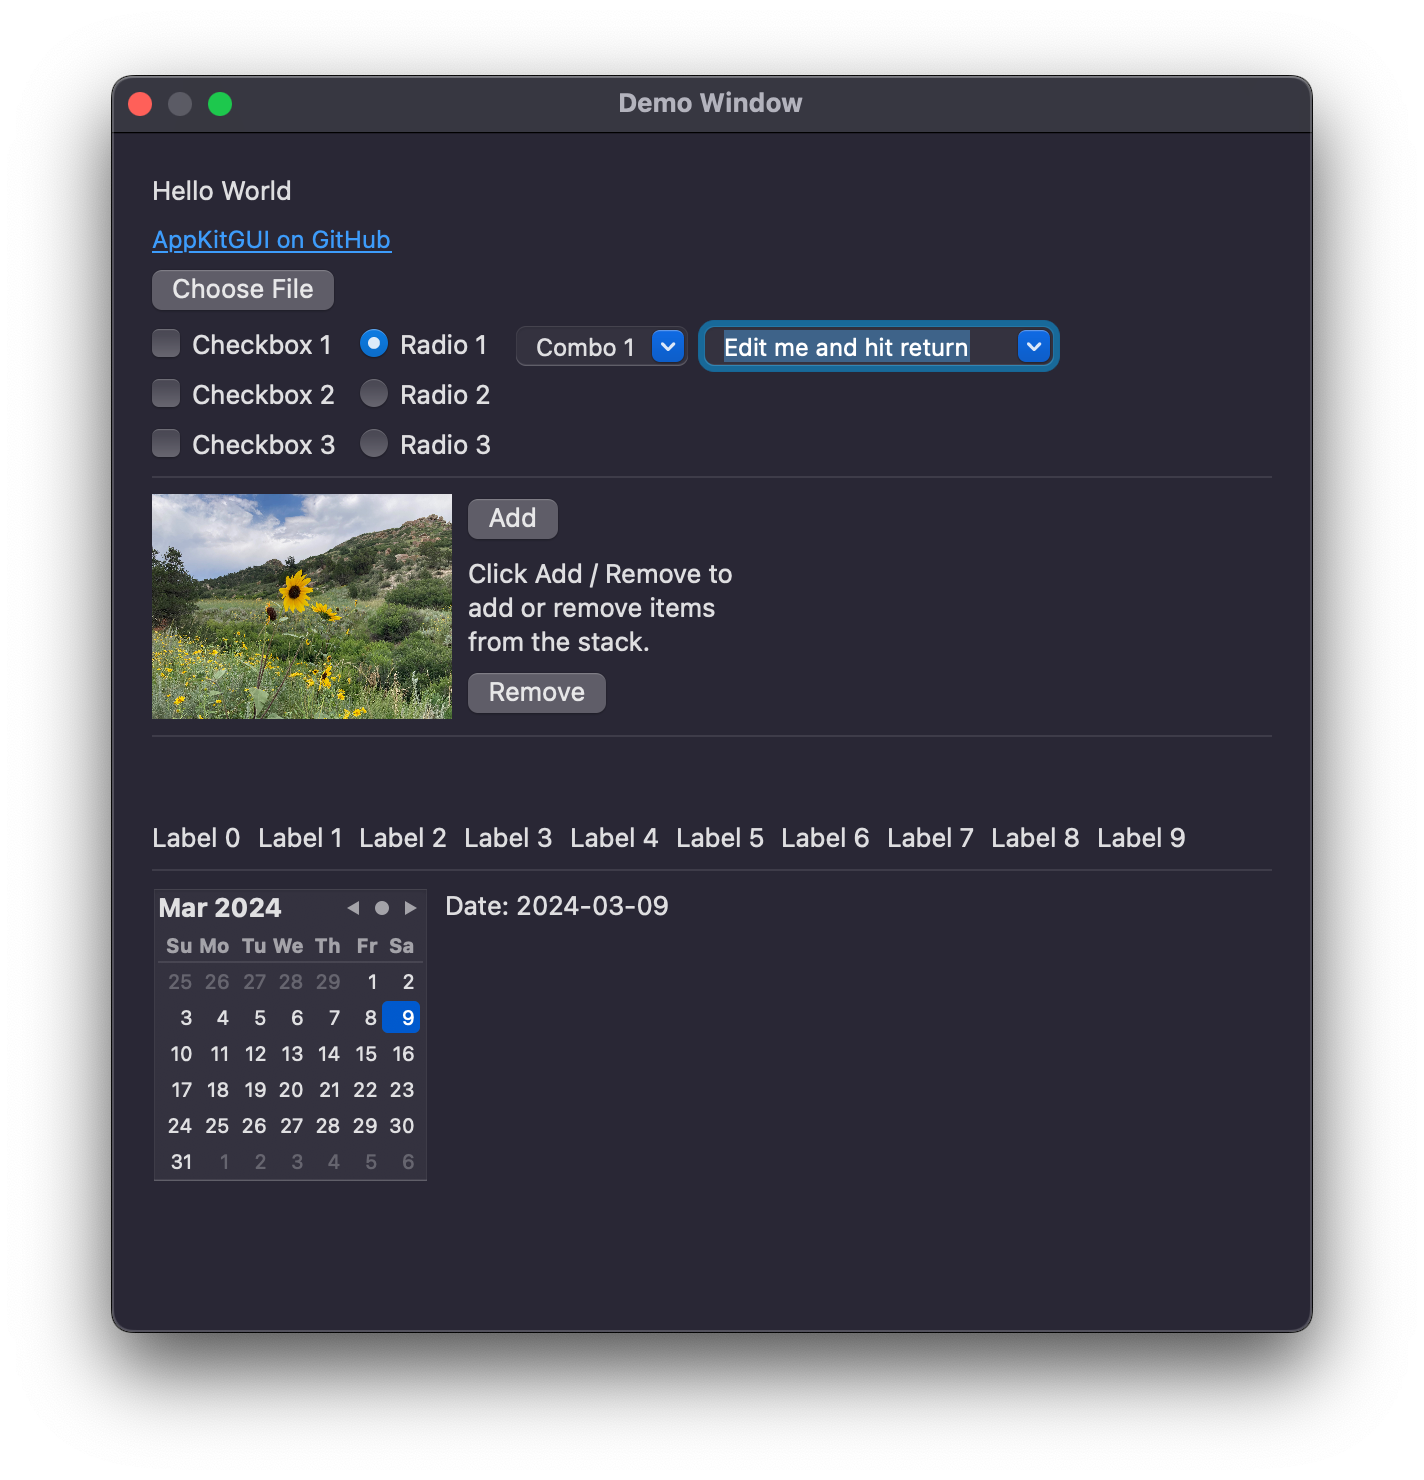 Demo Window
Hello World
AppKitGUI on GitHub
Choose File
Checkbox 1 Radio 1 Combo 1 Edit me and hit return
Checkbox 2 Radio 2
Checkbox 3 Radio 3
Add
Click Add / Remove to
add or remove items
from the stack.
Remove
Label 0 Label 1 Label 2 Label 3 Label 4 Label 5 Label 6 Label 7 Label 8 Label 9
Mar 2024 Date: 2024-03-09
Su Mo Tu We Th Fr Sa
25 26 27 28 29 1 2
3 4 5 6 7 8 9
10 11 12 13 14 15 16
17 18 19 20 21 22 23
24 25 26 27 28 29 30
31 1 2 3 4 5 6